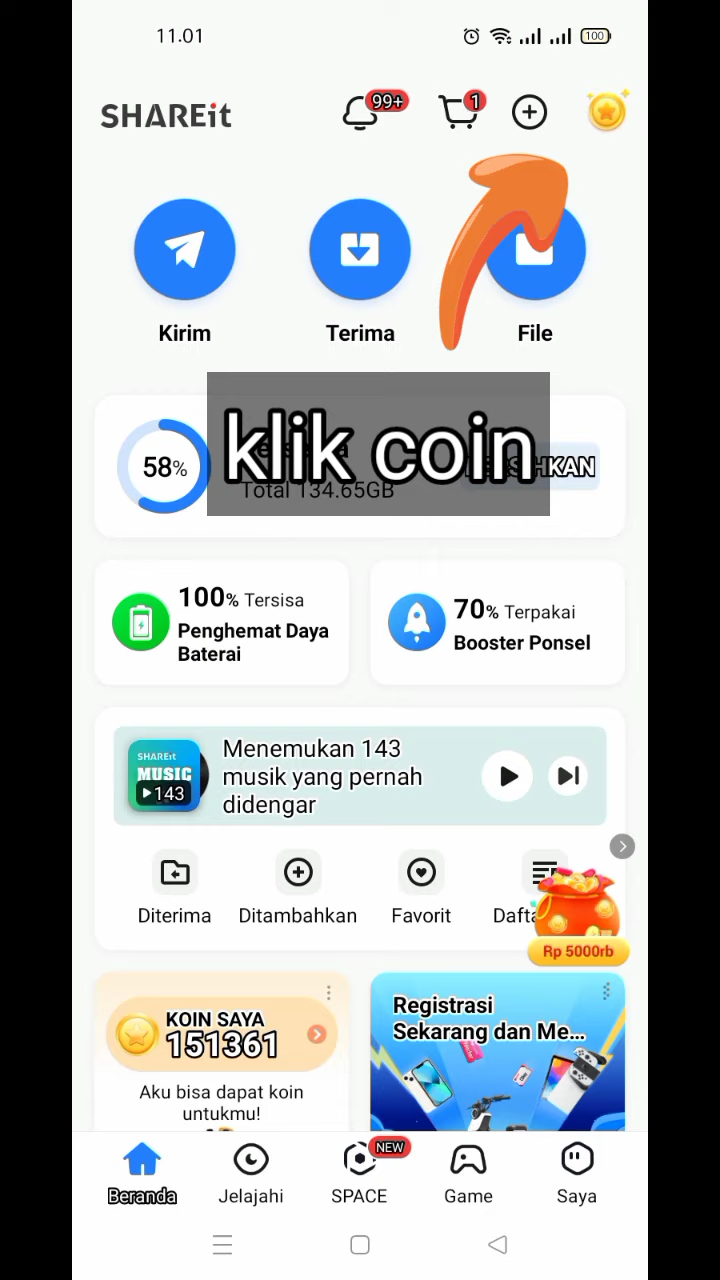 11.01
100
SHAREit
99+
1
Kirim
Terima
File
58%
klik coin
Total 134.65GB
100% Tersisa
Penghemat Daya
Baterai
70% Terpakai
Booster Ponsel
SHAREit
MUSIC
143
Menemukan 143
musik yang pernah
didengar
Diterima
Ditambahkan
Favorit
Rp 5000rb
KOIN SAYA
151361
Aku bisa dapat koin
untukmu!
Registrasi
Sekarang dan Me...
Beranda
Jelajahi
NEW
SPACE
Game
Saya